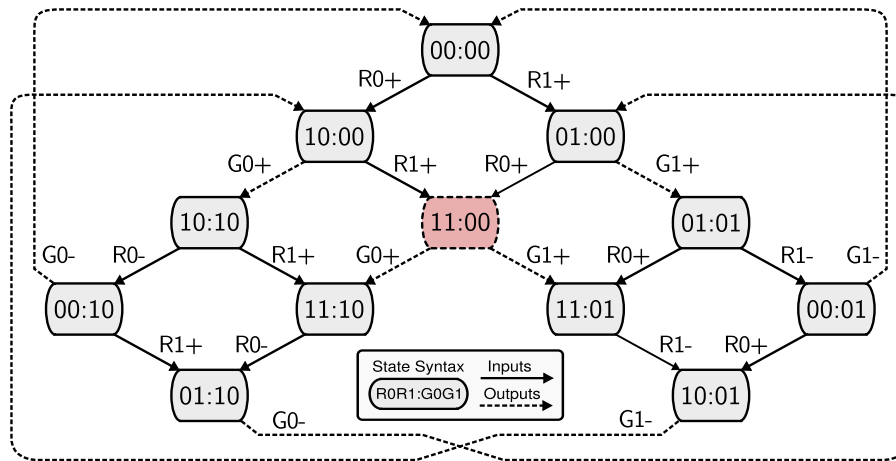 00:00
R0+ R1+
10:00 01:00
G0+ R1+ R0+ G1+
10:10 11:00 01:01
G0- R0- R1+ G0+ G1+ R0+ R1- G1-
00:10 11:10 11:01 00:01
R1+ R0- R1- R0+
State Syntax Inputs
R0R1:G0G1 Outputs
01:10 10:01
G0- G1-